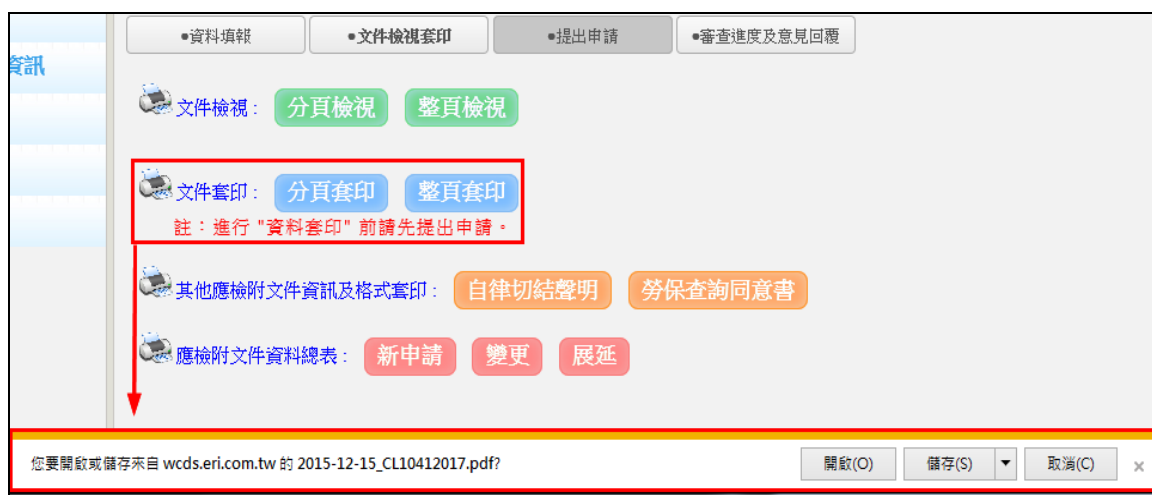 ●資料填報 ●文件檢視套印 ●提出申請 ●審查進度及意見回覆
資訊
文件檢視： 分頁檢視 整頁檢視
文件套印： 分頁套印 整頁套印
註：進行 "資料套印" 前請先提出申請。
其他應檢附文件資訊及格式套印： 自律切結聲明 勞保查詢同意書
應檢附文件資料總表： 新申請 變更 展延
您要開啟或儲存來自 wcds.eri.com.tw 的 2015-12-15_CL10412017.pdf? 開啟(O) 儲存(S) 取消(C)